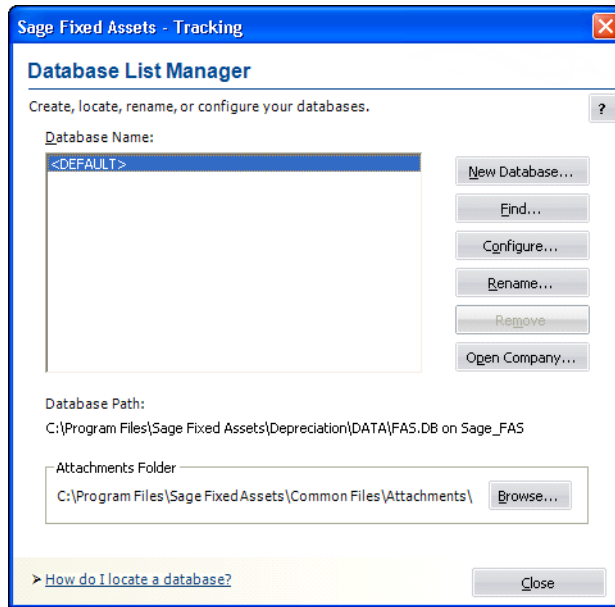 Sage Fixed Assets - Tracking
Database List Manager
Create, locate, rename, or configure your databases.
?
Database Name:
<DEFAULT>
New Database...
Find...
Configure...
Rename...
Remove
Open Company...
Database Path:
C:\Program Files\Sage Fixed Assets\Depreciation\DATA\FAS.DB on Sage_FAS
Attachments Folder
C:\Program Files\Sage Fixed Assets\Common Files\Attachments\
Browse...
How do I locate a database?
Close